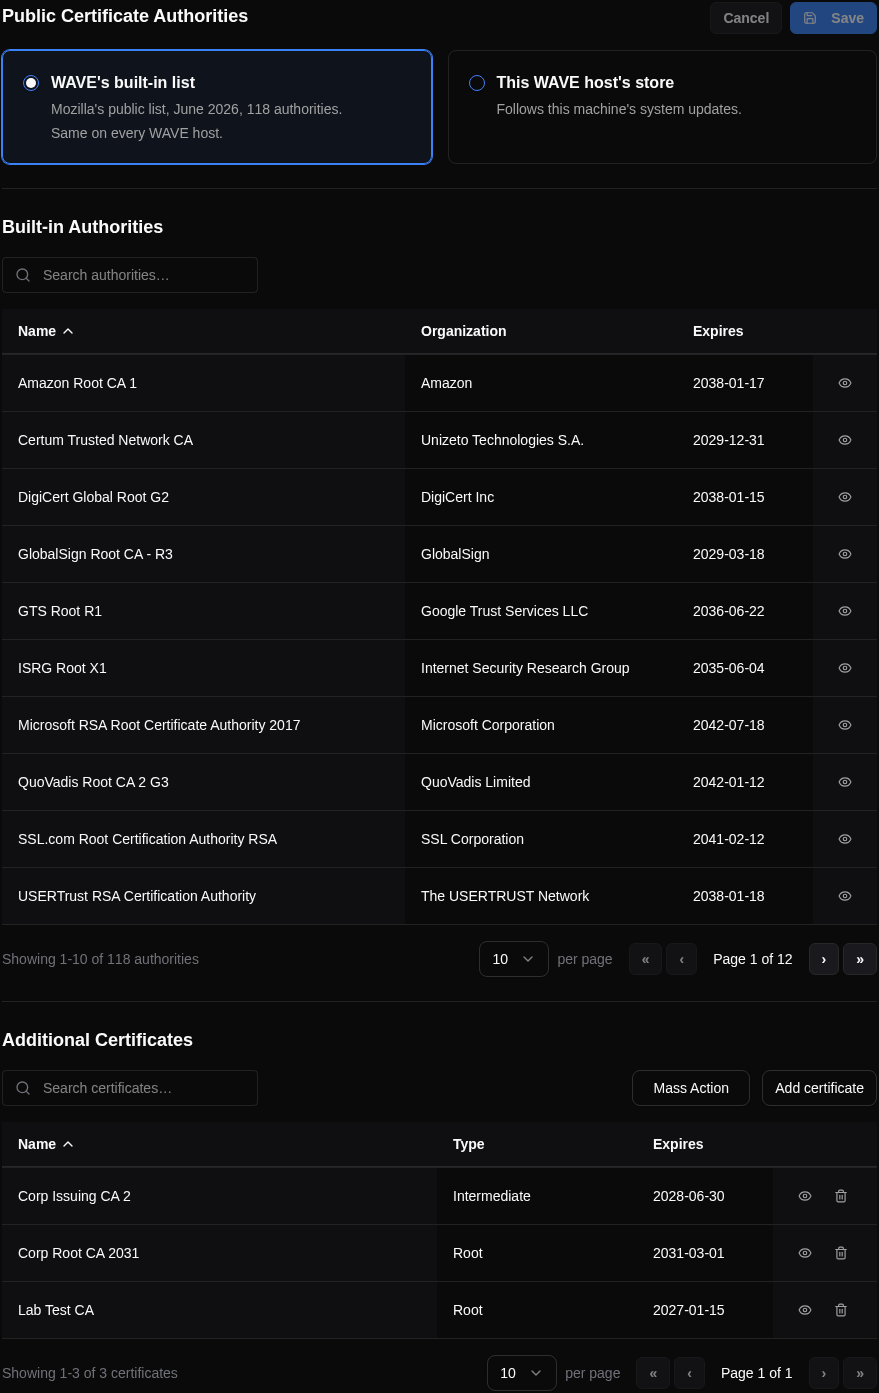 Public Certificate Authorities
Cancel
Save
WAVE's built-in list
Mozilla's public list, June 2026, 118 authorities.
Same on every WAVE host.
This WAVE host's store
Follows this machine's system updates.
Built-in Authorities
Search authorities…
Name Organization Expires
Amazon Root CA 1 Amazon 2038-01-17
Certum Trusted Network CA Unizeto Technologies S.A. 2029-12-31
DigiCert Global Root G2 DigiCert Inc 2038-01-15
GlobalSign Root CA - R3 GlobalSign 2029-03-18
GTS Root R1 Google Trust Services LLC 2036-06-22
ISRG Root X1 Internet Security Research Group 2035-06-04
Microsoft RSA Root Certificate Authority 2017 Microsoft Corporation 2042-07-18
QuoVadis Root CA 2 G3 QuoVadis Limited 2042-01-12
SSL.com Root Certification Authority RSA SSL Corporation 2041-02-12
USERTrust RSA Certification Authority The USERTRUST Network 2038-01-18
Showing 1-10 of 118 authorities 10 per page « ‹ Page 1 of 12 › »
Additional Certificates
Search certificates… Mass Action Add certificate
Name Type Expires
Corp Issuing CA 2 Intermediate 2028-06-30
Corp Root CA 2031 Root 2031-03-01
Lab Test CA Root 2027-01-15
Showing 1-3 of 3 certificates 10 per page « ‹ Page 1 of 1 › »